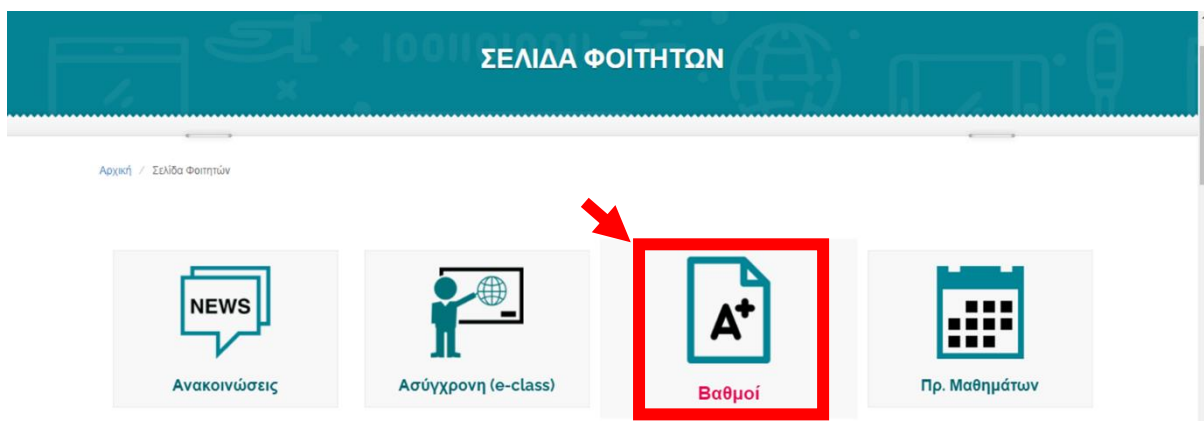 ΣΕΛΙΔΑ ΦΟΙΤΗΤΩΝ
Αρχική / Σελίδα Φοιτητών
NEWS
A+
Ανακοινώσεις
Ασύγχρονη (e-class)
Βαθμοί
Πρ. Μαθημάτων